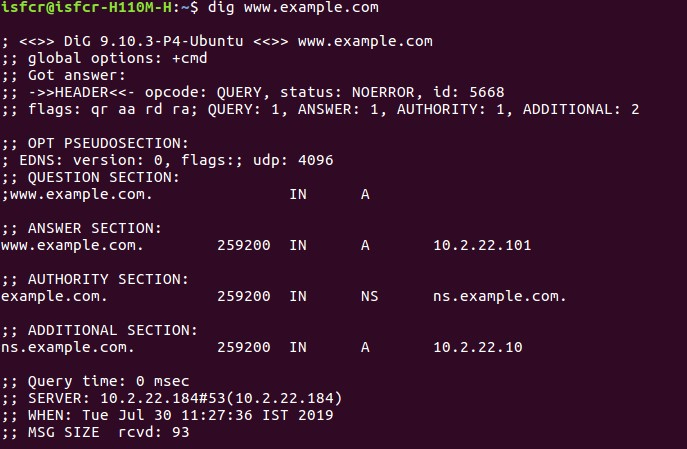 isfcr@isfcr-H110M-H:~$ dig www.example.com
; <<>> DiG 9.10.3-P4-Ubuntu <<>> www.example.com
;; global options: +cmd
;; Got answer:
;; ->>HEADER<<- opcode: QUERY, status: NOERROR, id: 5668
;; flags: qr aa rd ra; QUERY: 1, ANSWER: 1, AUTHORITY: 1, ADDITIONAL: 2
;; OPT PSEUDOSECTION:
; EDNS: version: 0, flags:; udp: 4096
;; QUESTION SECTION:
;www.example.com. IN A
;; ANSWER SECTION:
www.example.com. 259200 IN A 10.2.22.101
;; AUTHORITY SECTION:
example.com. 259200 IN NS ns.example.com.
;; ADDITIONAL SECTION:
ns.example.com. 259200 IN A 10.2.22.10
;; Query time: 0 msec
;; SERVER: 10.2.22.184#53(10.2.22.184)
;; WHEN: Tue Jul 30 11:27:36 IST 2019
;; MSG SIZE rcvd: 93